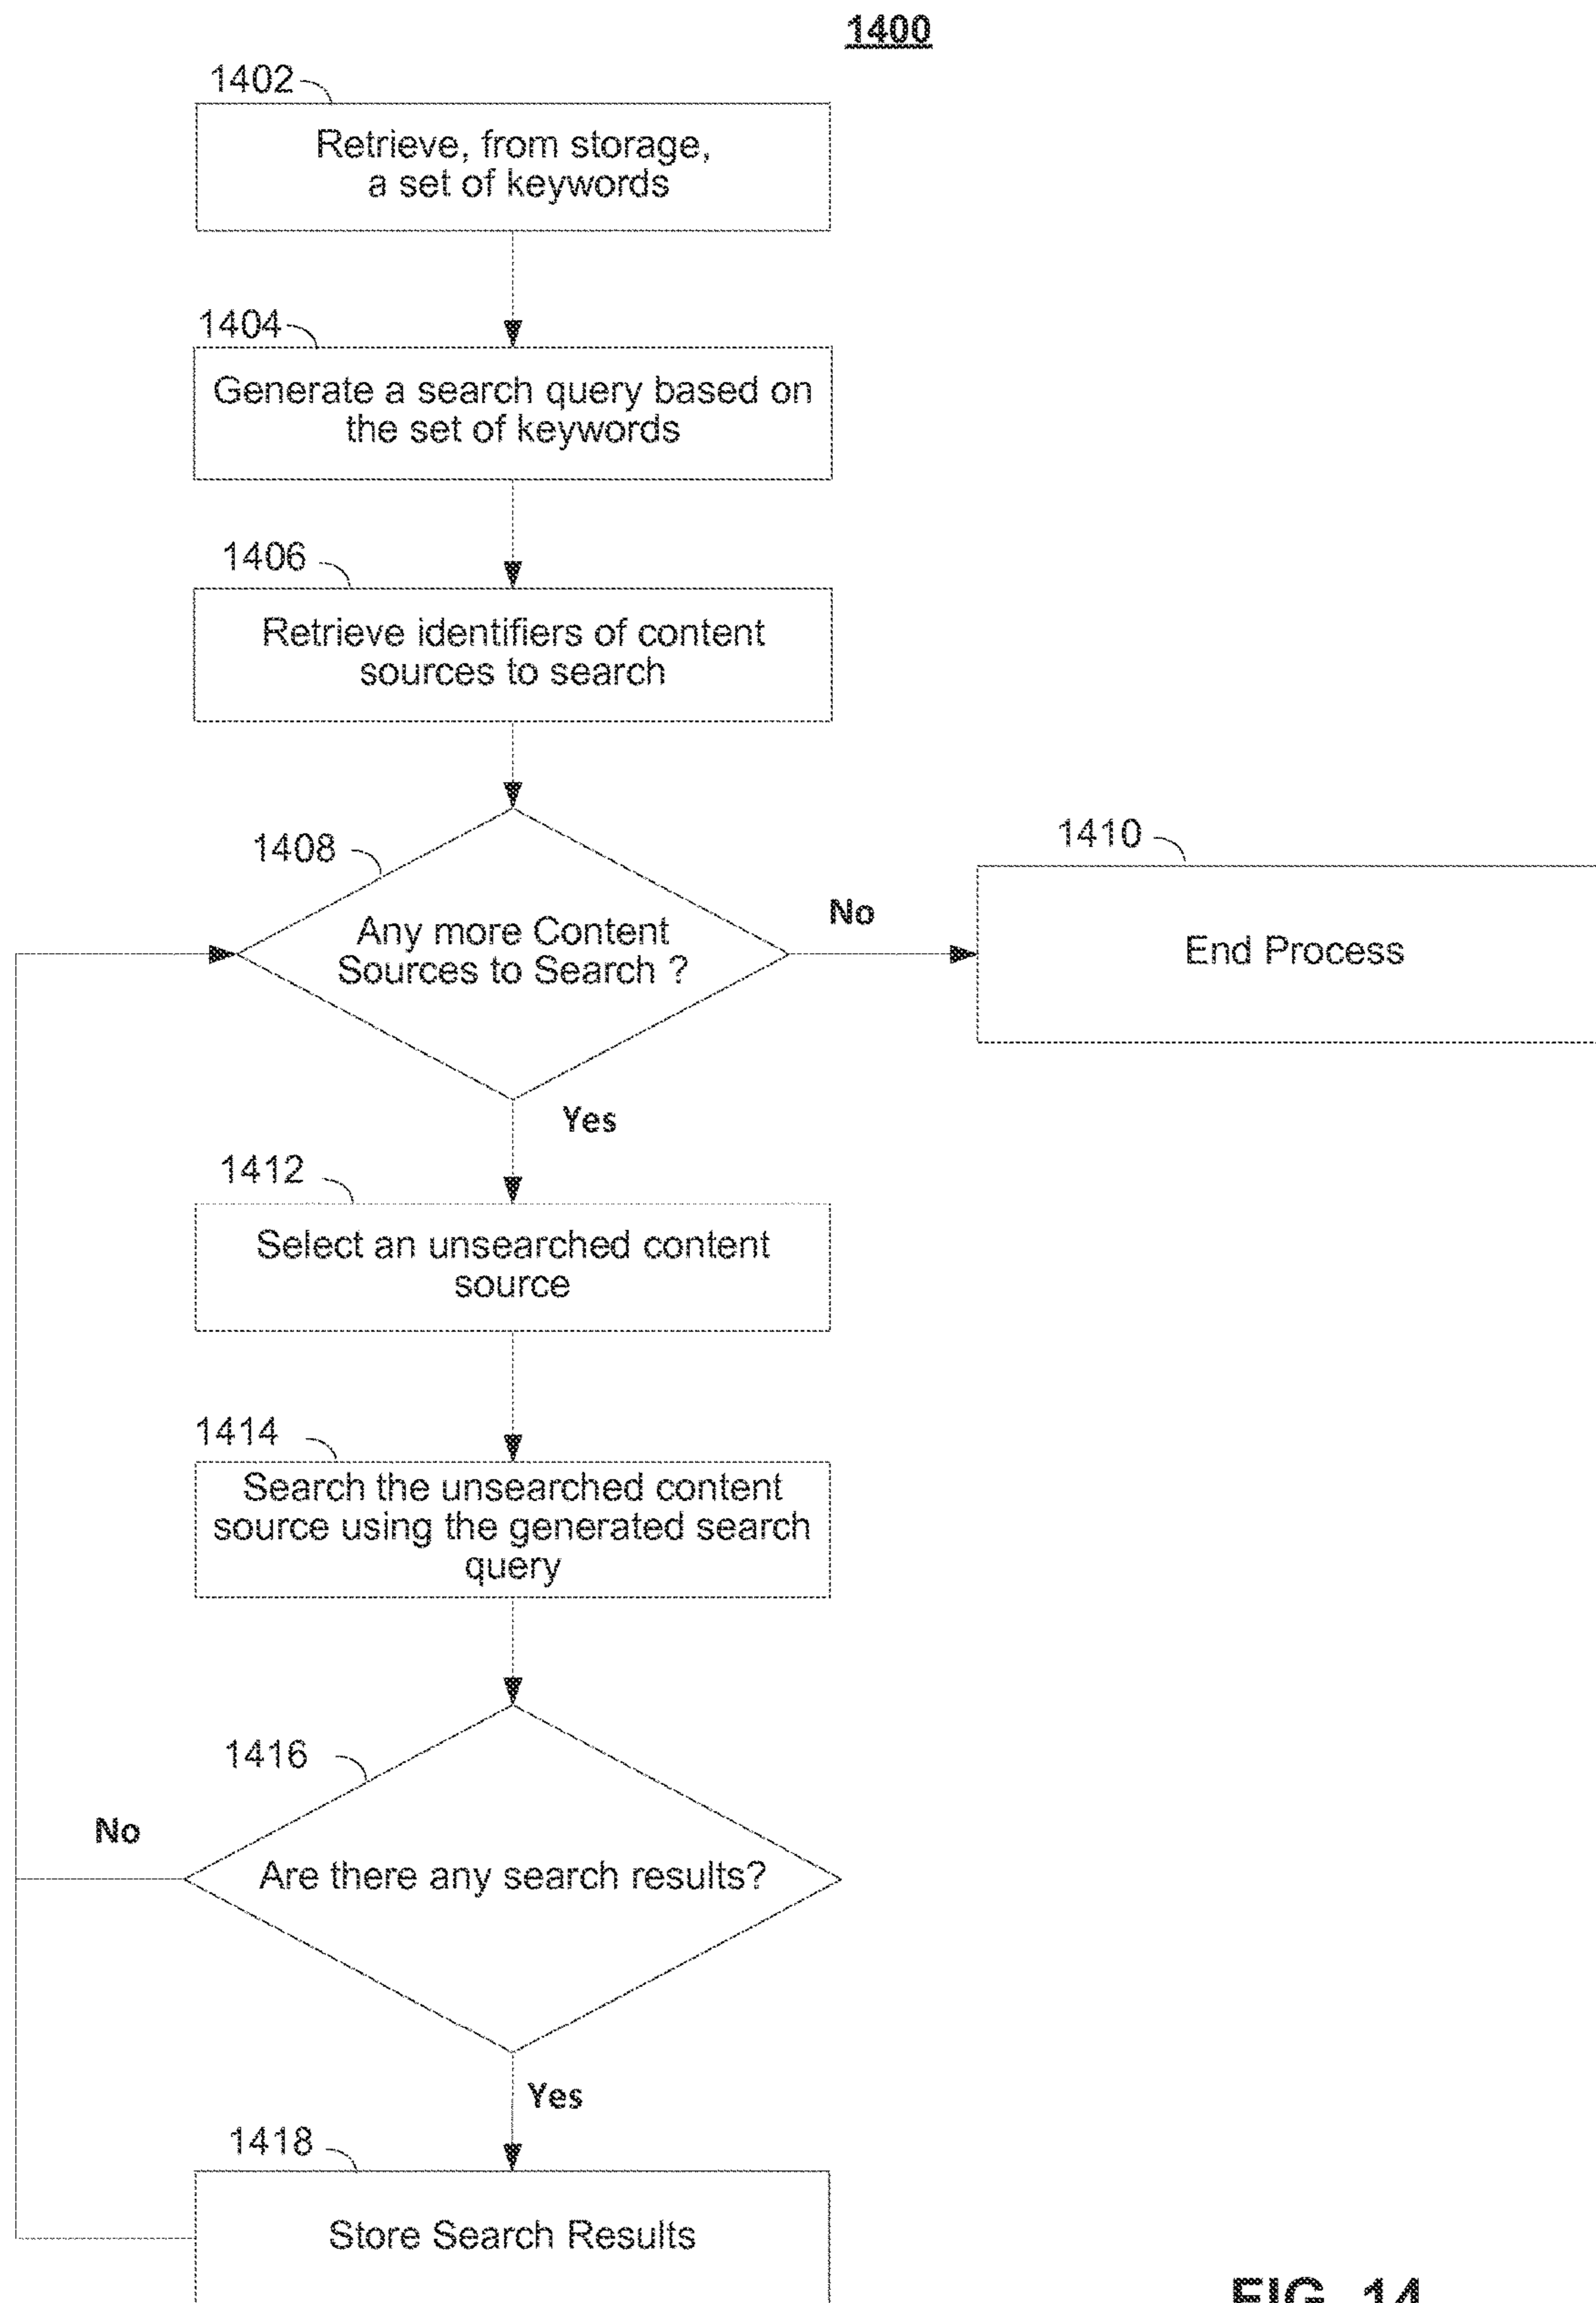 1400
1402
Retrieve, from storage,
a set of keywords
1404
Generate a search query based on
the set of keywords
1406
Retrieve identifiers of content
sources to search
1408
Any more Content
Sources to Search ?
No
1410
End Process
Yes
1412
Select an unsearched content
source
1414
Search the unsearched content
source using the generated search
query
1416
Are there any search results?
No
Yes
1418
Store Search Results
FIG. 14